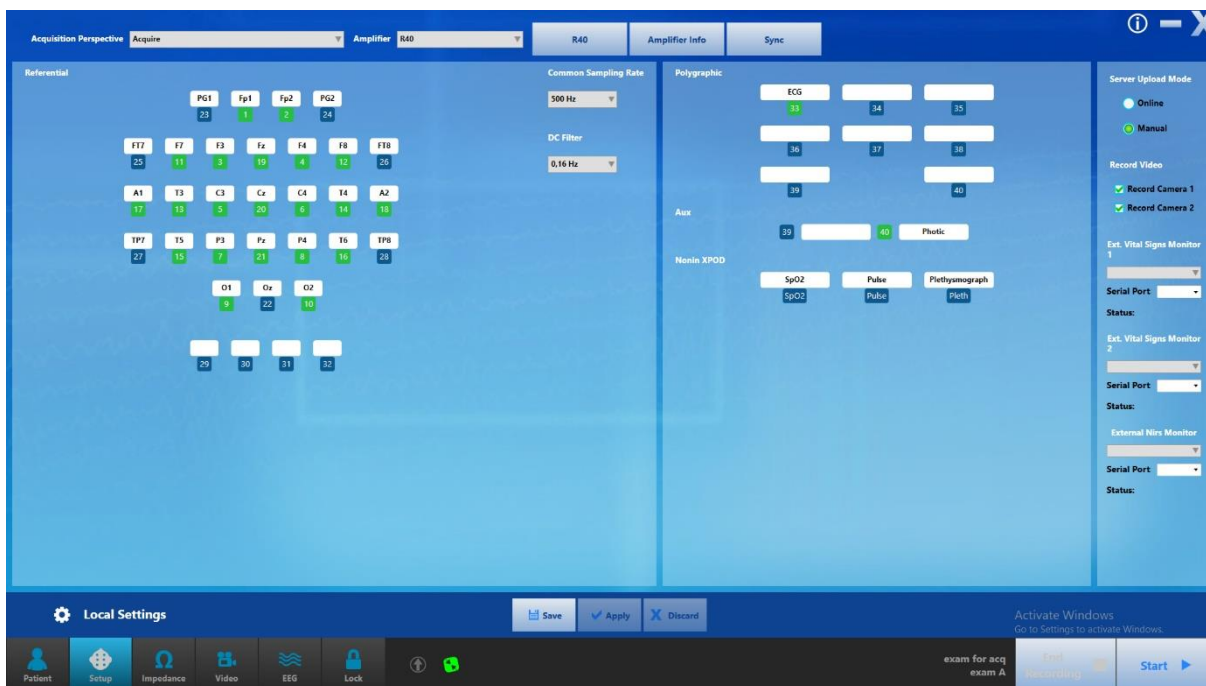 Acquisition Perspective Acquire Amplifier R40 R40 Amplifier Info Sync
Referential
PG1 Fp1 Fp2 PG2
23 1 2 24
FT7 F7 F3 Fz F4 F8 FT8
25 11 3 19 4 12 26
A1 T3 C3 Cz C4 T4 A2
17 13 5 20 6 14 18
TP7 T5 P3 Pz P4 T6 TP8
27 15 7 21 8 16 28
O1 Oz O2
9 22 10
29 30 31 32
Common Sampling Rate
500 Hz
DC Filter
0,16 Hz
Polygraphic
ECG
33 34 35
36 37 38
39 40
Aux
39 40 Photic
Nonin XPOD
SpO2 Pulse Plethysmograph
SpO2 Pulse Pleth
Server Upload Mode
Online
Manual
Record Video
Record Camera 1
Record Camera 2
Ext. Vital Signs Monitor
1
Serial Port
Status:
Ext. Vital Signs Monitor
2
Serial Port
Status:
External Nirs Monitor
Serial Port
Status:
Local Settings
Save Apply Discard
Activate Windows
Go to Settings to activate Windows.
Patient Setup Impedance Video EEG Lock
exam for acq
exam A
End
Recording
Start